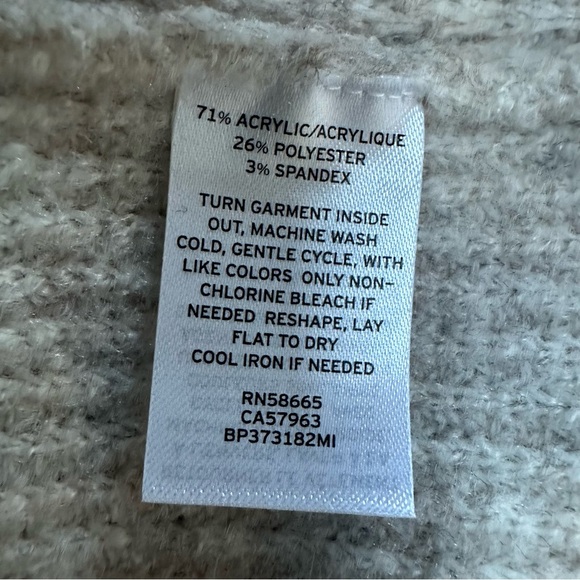 71% ACRYLIC/ACRYLIQUE
26% POLYESTER
3% SPANDEX
TURN GARMENT INSIDE
OUT, MACHINE WASH
COLD, GENTLE CYCLE, WITH
LIKE COLORS ONLY NON-
CHLORINE BLEACH IF
NEEDED RESHAPE, LAY
FLAT TO DRY
COOL IRON IF NEEDED
RN58665
CA57963
BP373182MI